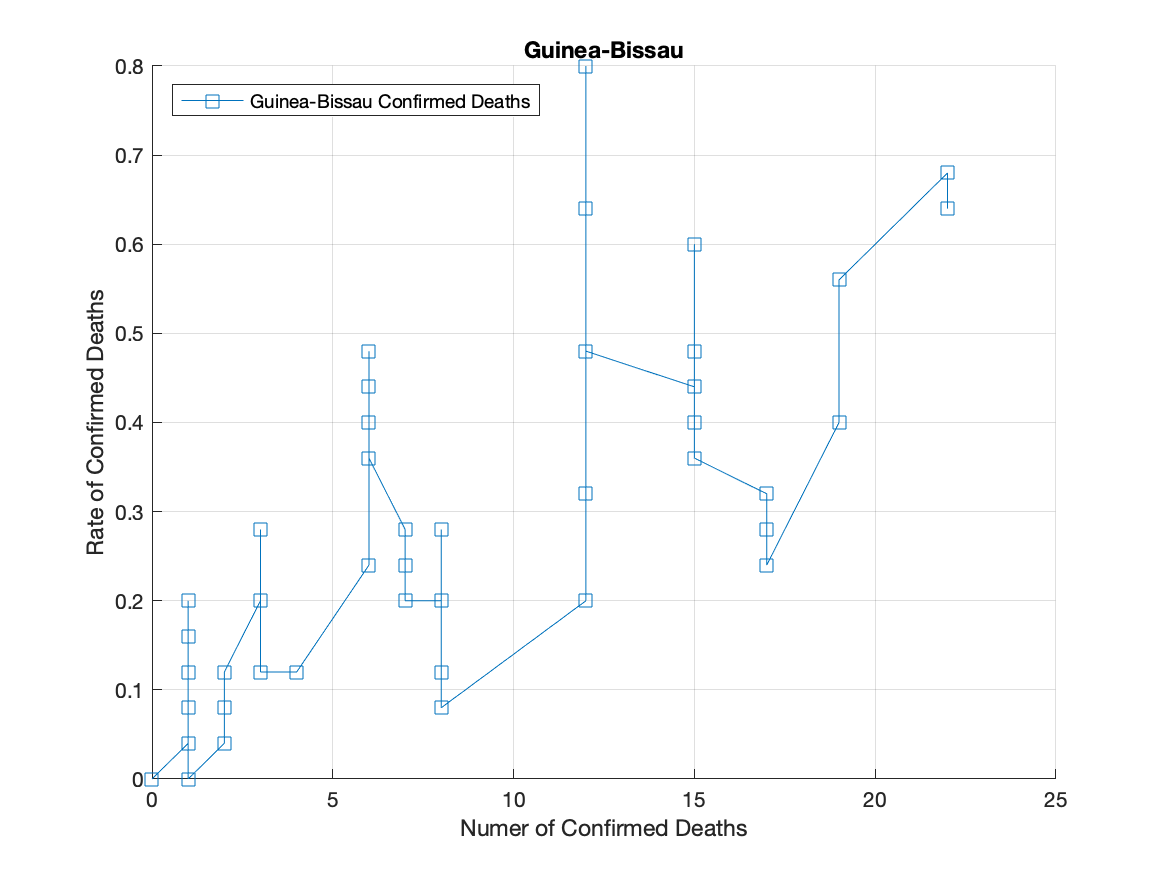 Guinea-Bissau
Guinea-Bissau Confirmed Deaths
Rate of Confirmed Deaths
0.8
0.7
0.6
0.5
0.4
0.3
0.2
0.1
0
0 5 10 15 20 25
Numer of Confirmed Deaths